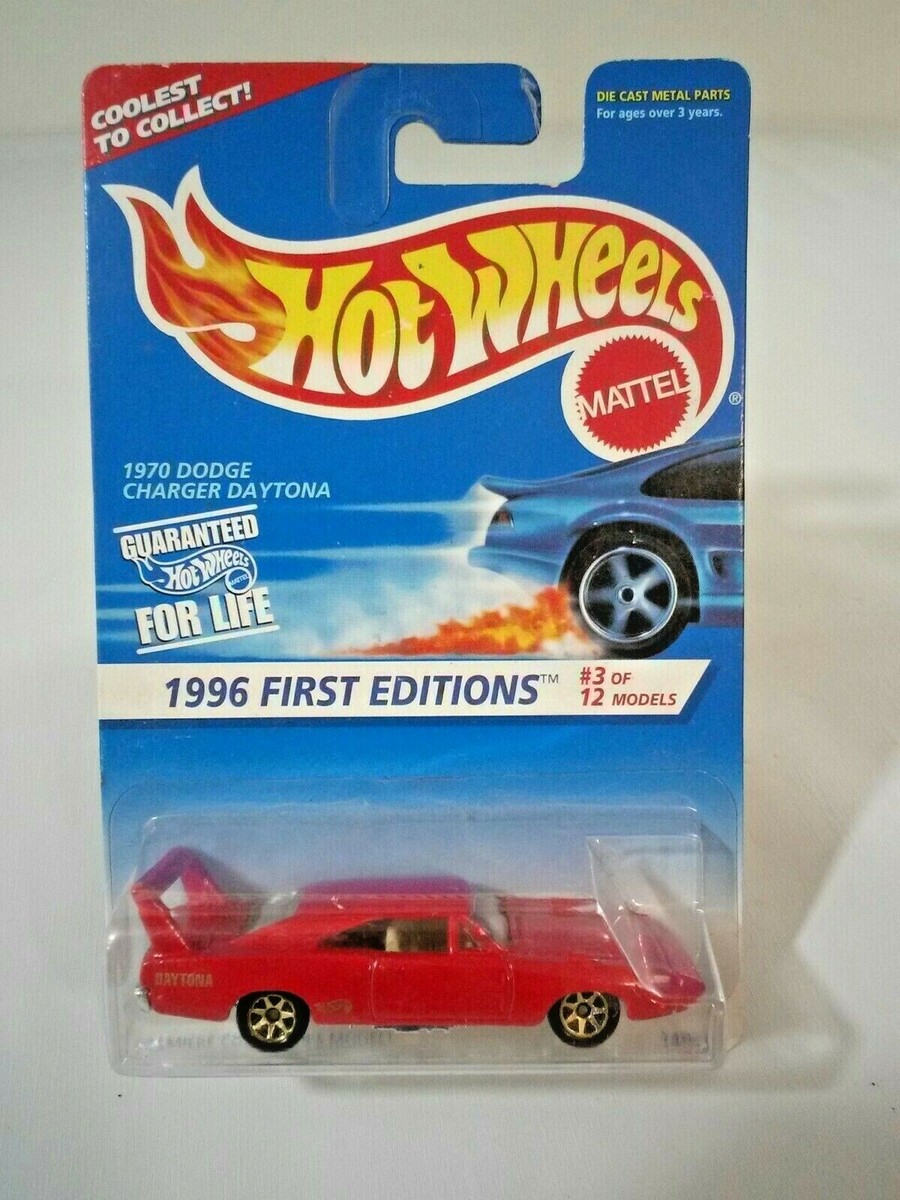 COOLEST
TO COLLECT!
DIE CAST METAL PARTS
For ages over 3 years.
HOT WHEELS
MATTEL
®
1970 DODGE
CHARGER DAYTONA
GUARANTEED
HOT WHEELS
MATTEL
FOR LIFE
1996 FIRST EDITIONS™
#3 OF
12 MODELS
DAYTONA